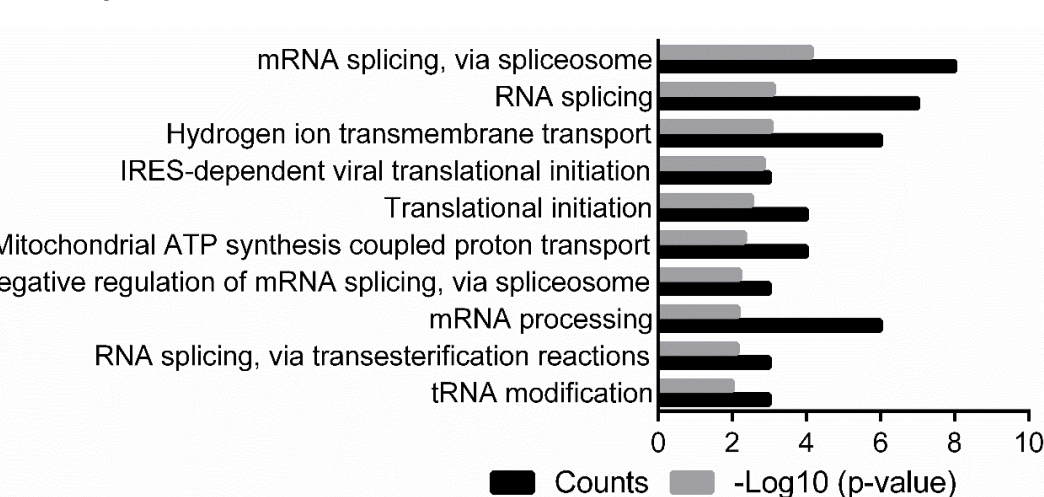 mRNA splicing, via spliceosome
RNA splicing
Hydrogen ion transmembrane transport
IRES-dependent viral translational initiation
Translational initiation
Mitochondrial ATP synthesis coupled proton transport
egative regulation of mRNA splicing, via spliceosome
mRNA processing
RNA splicing, via transesterification reactions
tRNA modification
0 2 4 6 8 10
Counts -Log10 (p-value)